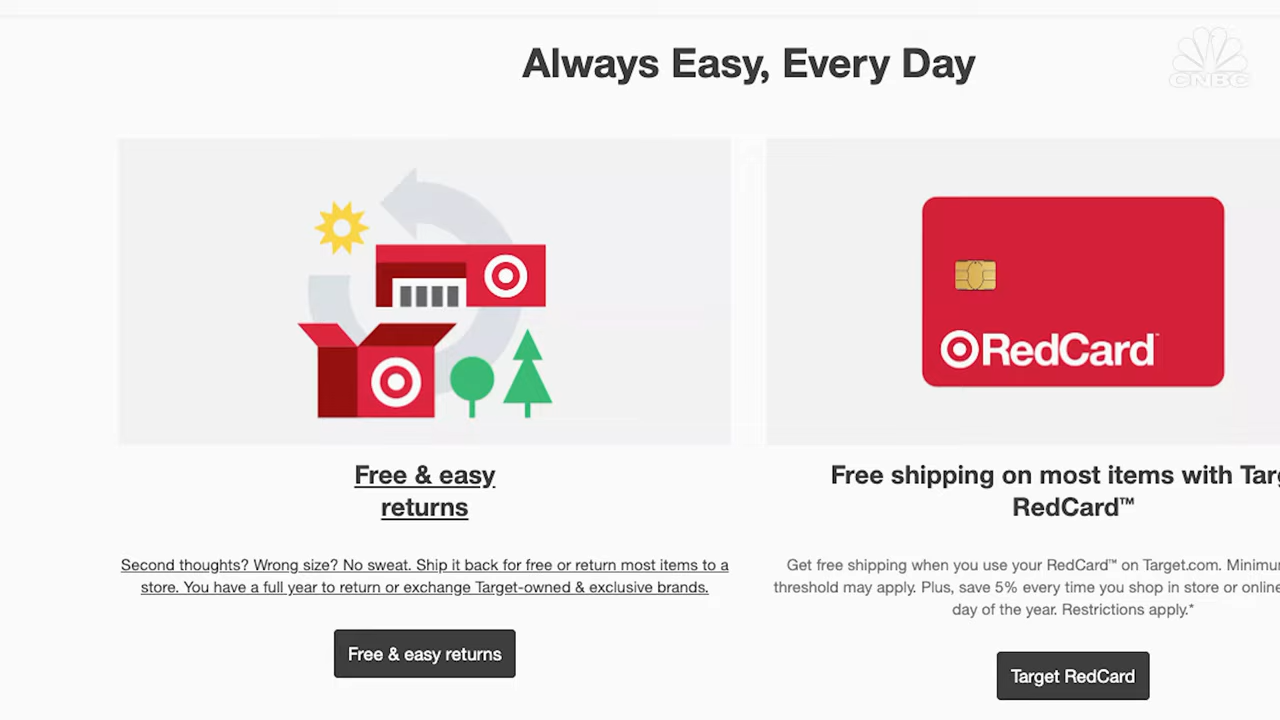 Always Easy, Every Day
CNBC
RedCard™
Free & easy
returns
Second thoughts? Wrong size? No sweat. Ship it back for free or return most items to a
store. You have a full year to return or exchange Target-owned & exclusive brands.
Free & easy returns
Free shipping on most items with
RedCard™
Get free shipping when you use your RedCard™ on Target.com.
threshold may apply. Plus, save 5% every time you shop in store or online
day of the year. Restrictions apply.*
Target RedCard